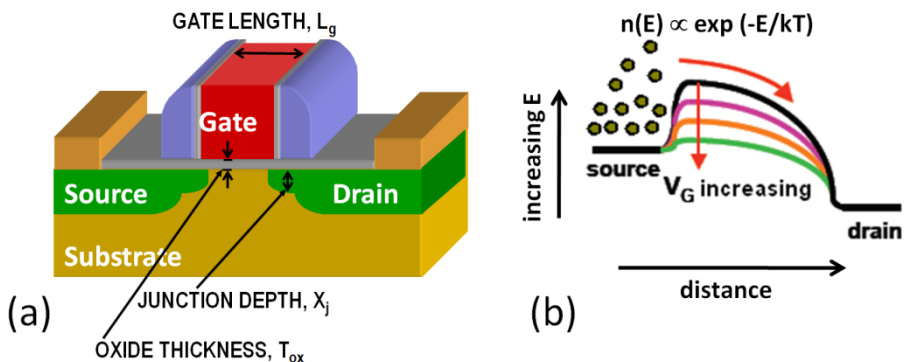 GATE LENGTH, Lg
Gate
Source
Drain
Substrate
JUNCTION DEPTH, Xj
OXIDE THICKNESS, Tox
(a)
n(E) ∝ exp (-E/kT)
increasing E
source
VG increasing
drain
distance
(b)